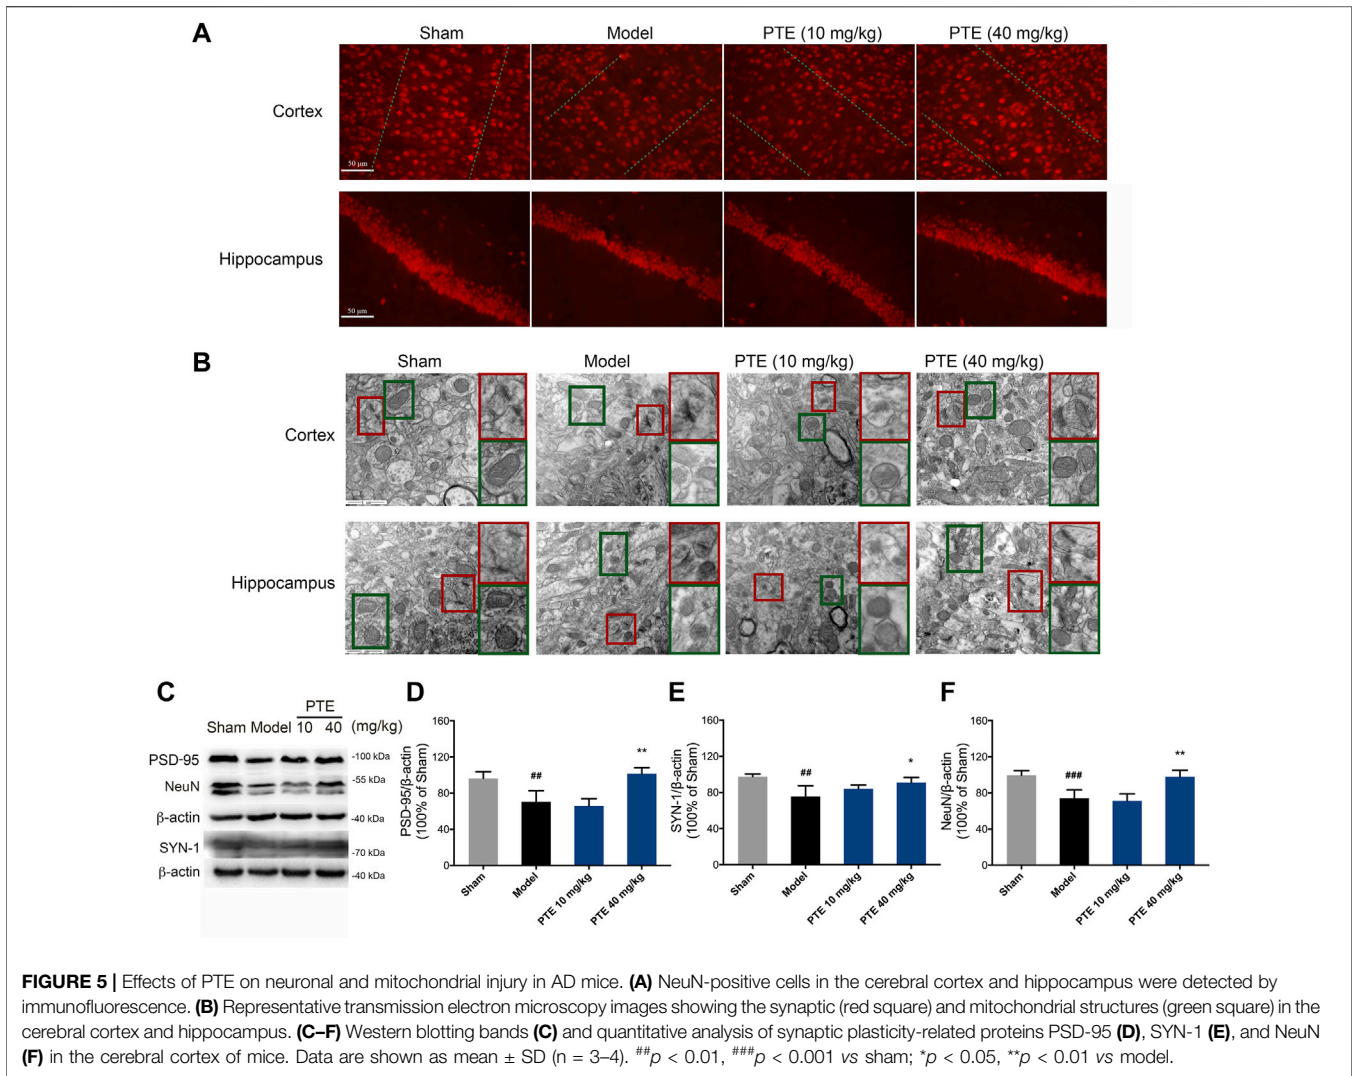 A
Sham Model PTE (10 mg/kg) PTE (40 mg/kg)
Cortex
50 μm
Hippocampus
50 μm
B
Sham Model PTE (10 mg/kg) PTE (40 mg/kg)
Cortex
Hippocampus
C
PTE
Sham Model 10 40 (mg/kg)
PSD-95 -100 kDa
NeuN -55 kDa
β-actin -40 kDa
SYN-1 -70 kDa
β-actin -40 kDa
D
PSD-95/β-actin
(100% of Sham)
160
120
80
40
0
## **
Sham Model PTE 10 mg/kg PTE 40 mg/kg
E
SYN-1/β-actin
(100% of Sham)
160
120
80
40
0
## *
Sham Model PTE 10 mg/kg PTE 40 mg/kg
F
NeuN/β-actin
(100% of Sham)
160
120
80
40
0
### **
Sham Model PTE 10 mg/kg PTE 40 mg/kg
FIGURE 5 | Effects of PTE on neuronal and mitochondrial injury in AD mice. (A) NeuN-positive cells in the cerebral cortex and hippocampus were detected by
immunofluorescence. (B) Representative transmission electron microscopy images showing the synaptic (red square) and mitochondrial structures (green square) in the
cerebral cortex and hippocampus. (C–F) Western blotting bands (C) and quantitative analysis of synaptic plasticity-related proteins PSD-95 (D), SYN-1 (E), and NeuN
(F) in the cerebral cortex of mice. Data are shown as mean ± SD (n = 3–4). ##p < 0.01, ###p < 0.001 vs sham; *p < 0.05, **p < 0.01 vs model.